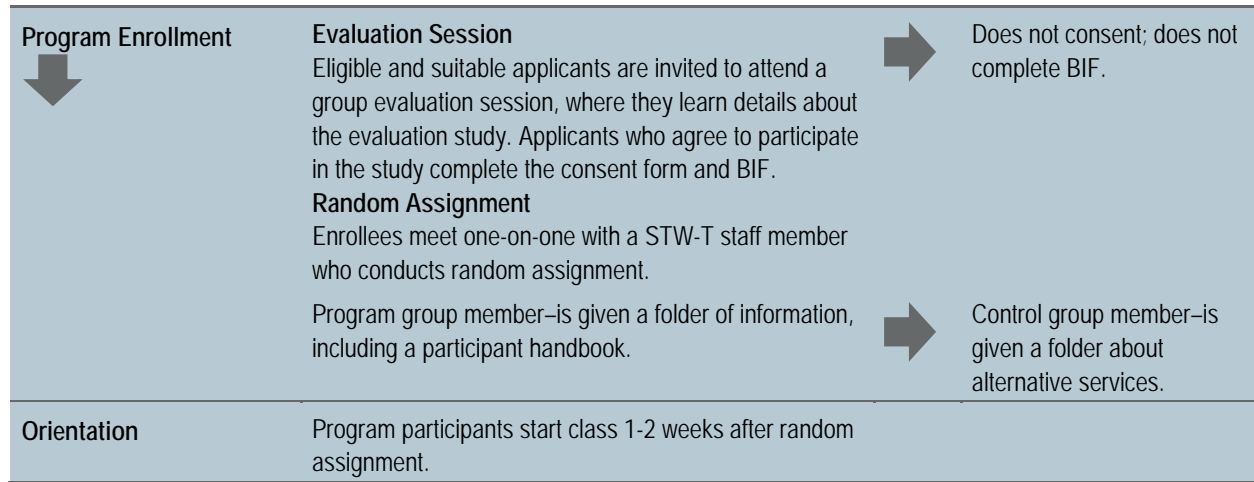 Program Enrollment
Evaluation Session
Eligible and suitable applicants are invited to attend a
group evaluation session, where they learn details about
the evaluation study. Applicants who agree to participate
in the study complete the consent form and BIF.
Does not consent; does not
complete BIF.
Random Assignment
Enrollees meet one-on-one with a STW-T staff member
who conducts random assignment.
Program group member–is given a folder of information,
including a participant handbook.
Control group member–is
given a folder about
alternative services.
Orientation
Program participants start class 1-2 weeks after random
assignment.